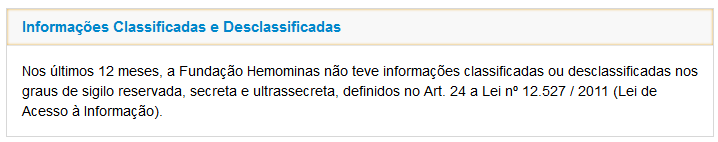 Informações Classificadas e Desclassificadas
Nos últimos 12 meses, a Fundação Hemominas não teve informações classificadas ou desclassificadas nos
graus de sigilo reservada, secreta e ultrassecreta, definidos no Art. 24 a Lei nº 12.527 / 2011 (Lei de
Acesso à Informação).